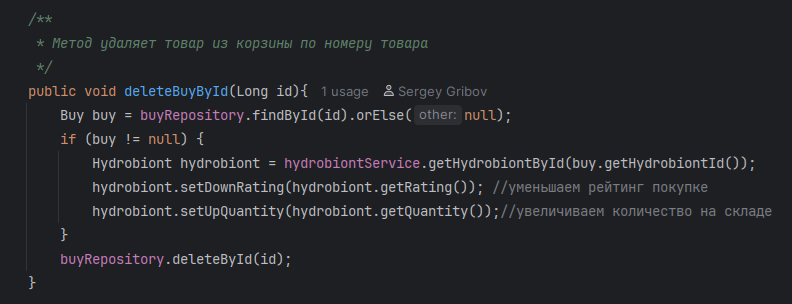 /**
* Метод удаляет товар из корзины по номеру товара
*/
public void deleteBuyById(Long id){ 1 usage Sergey Gribov
Buy buy = buyRepository.findById(id).orElse( other: null);
if (buy != null) {
Hydrobiont hydrobiont = hydrobiontService.getHydrobiontById(buy.getHydrobiontId());
hydrobiont.setDownRating(hydrobiont.getRating()); //уменьшаем рейтинг покупке
hydrobiont.setUpQuantity(hydrobiont.getQuantity());//увеличиваем количество на складе
}
buyRepository.deleteById(id);
}